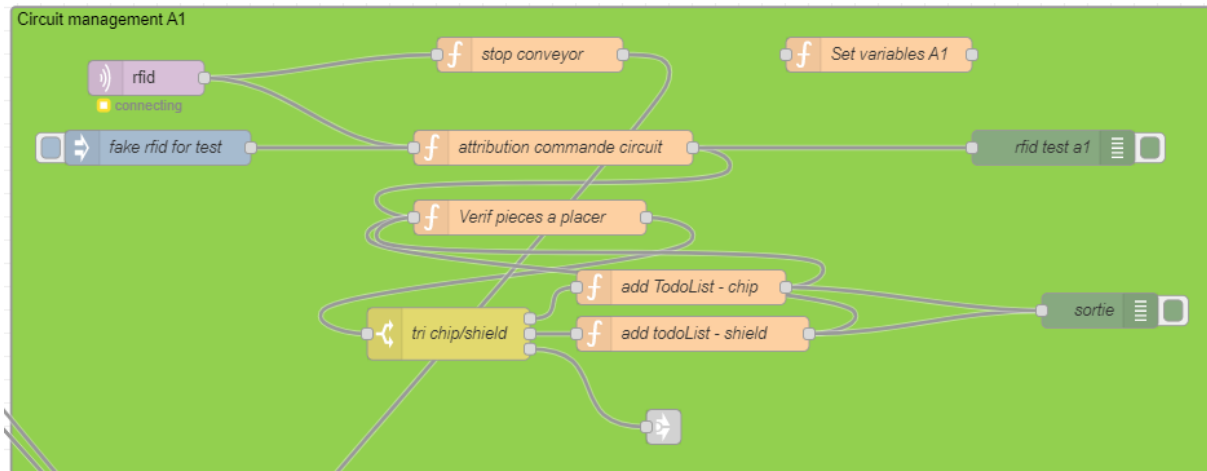 Circuit management A1
stop conveyor
Set variables A1
rfid
connecting
fake rfid for test
attribution commande circuit
rfid test a1
Verif pieces a placer
add TodoList - chip
sortie
tri chip/shield
add todoList - shield